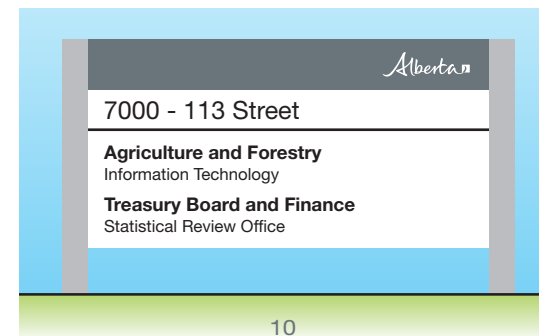 Alberta
7000 - 113 Street
Agriculture and Forestry
Information Technology
Treasury Board and Finance
Statistical Review Office
10